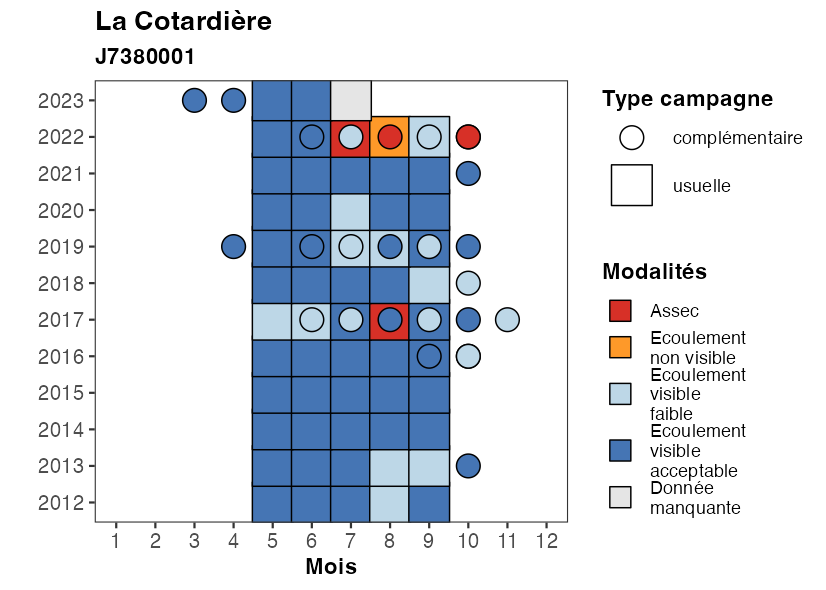 La Cotardière
J7380001
2023
2022
2021
2020
2019
2018
2017
2016
2015
2014
2013
2012
1 2 3 4 5 6 7 8 9 10 11 12
Mois
Type campagne
complémentaire
usuelle
Modalités
Assec
Ecoulement
non visible
Ecoulement
visible
faible
Ecoulement
visible
acceptable
Donnée
manquante